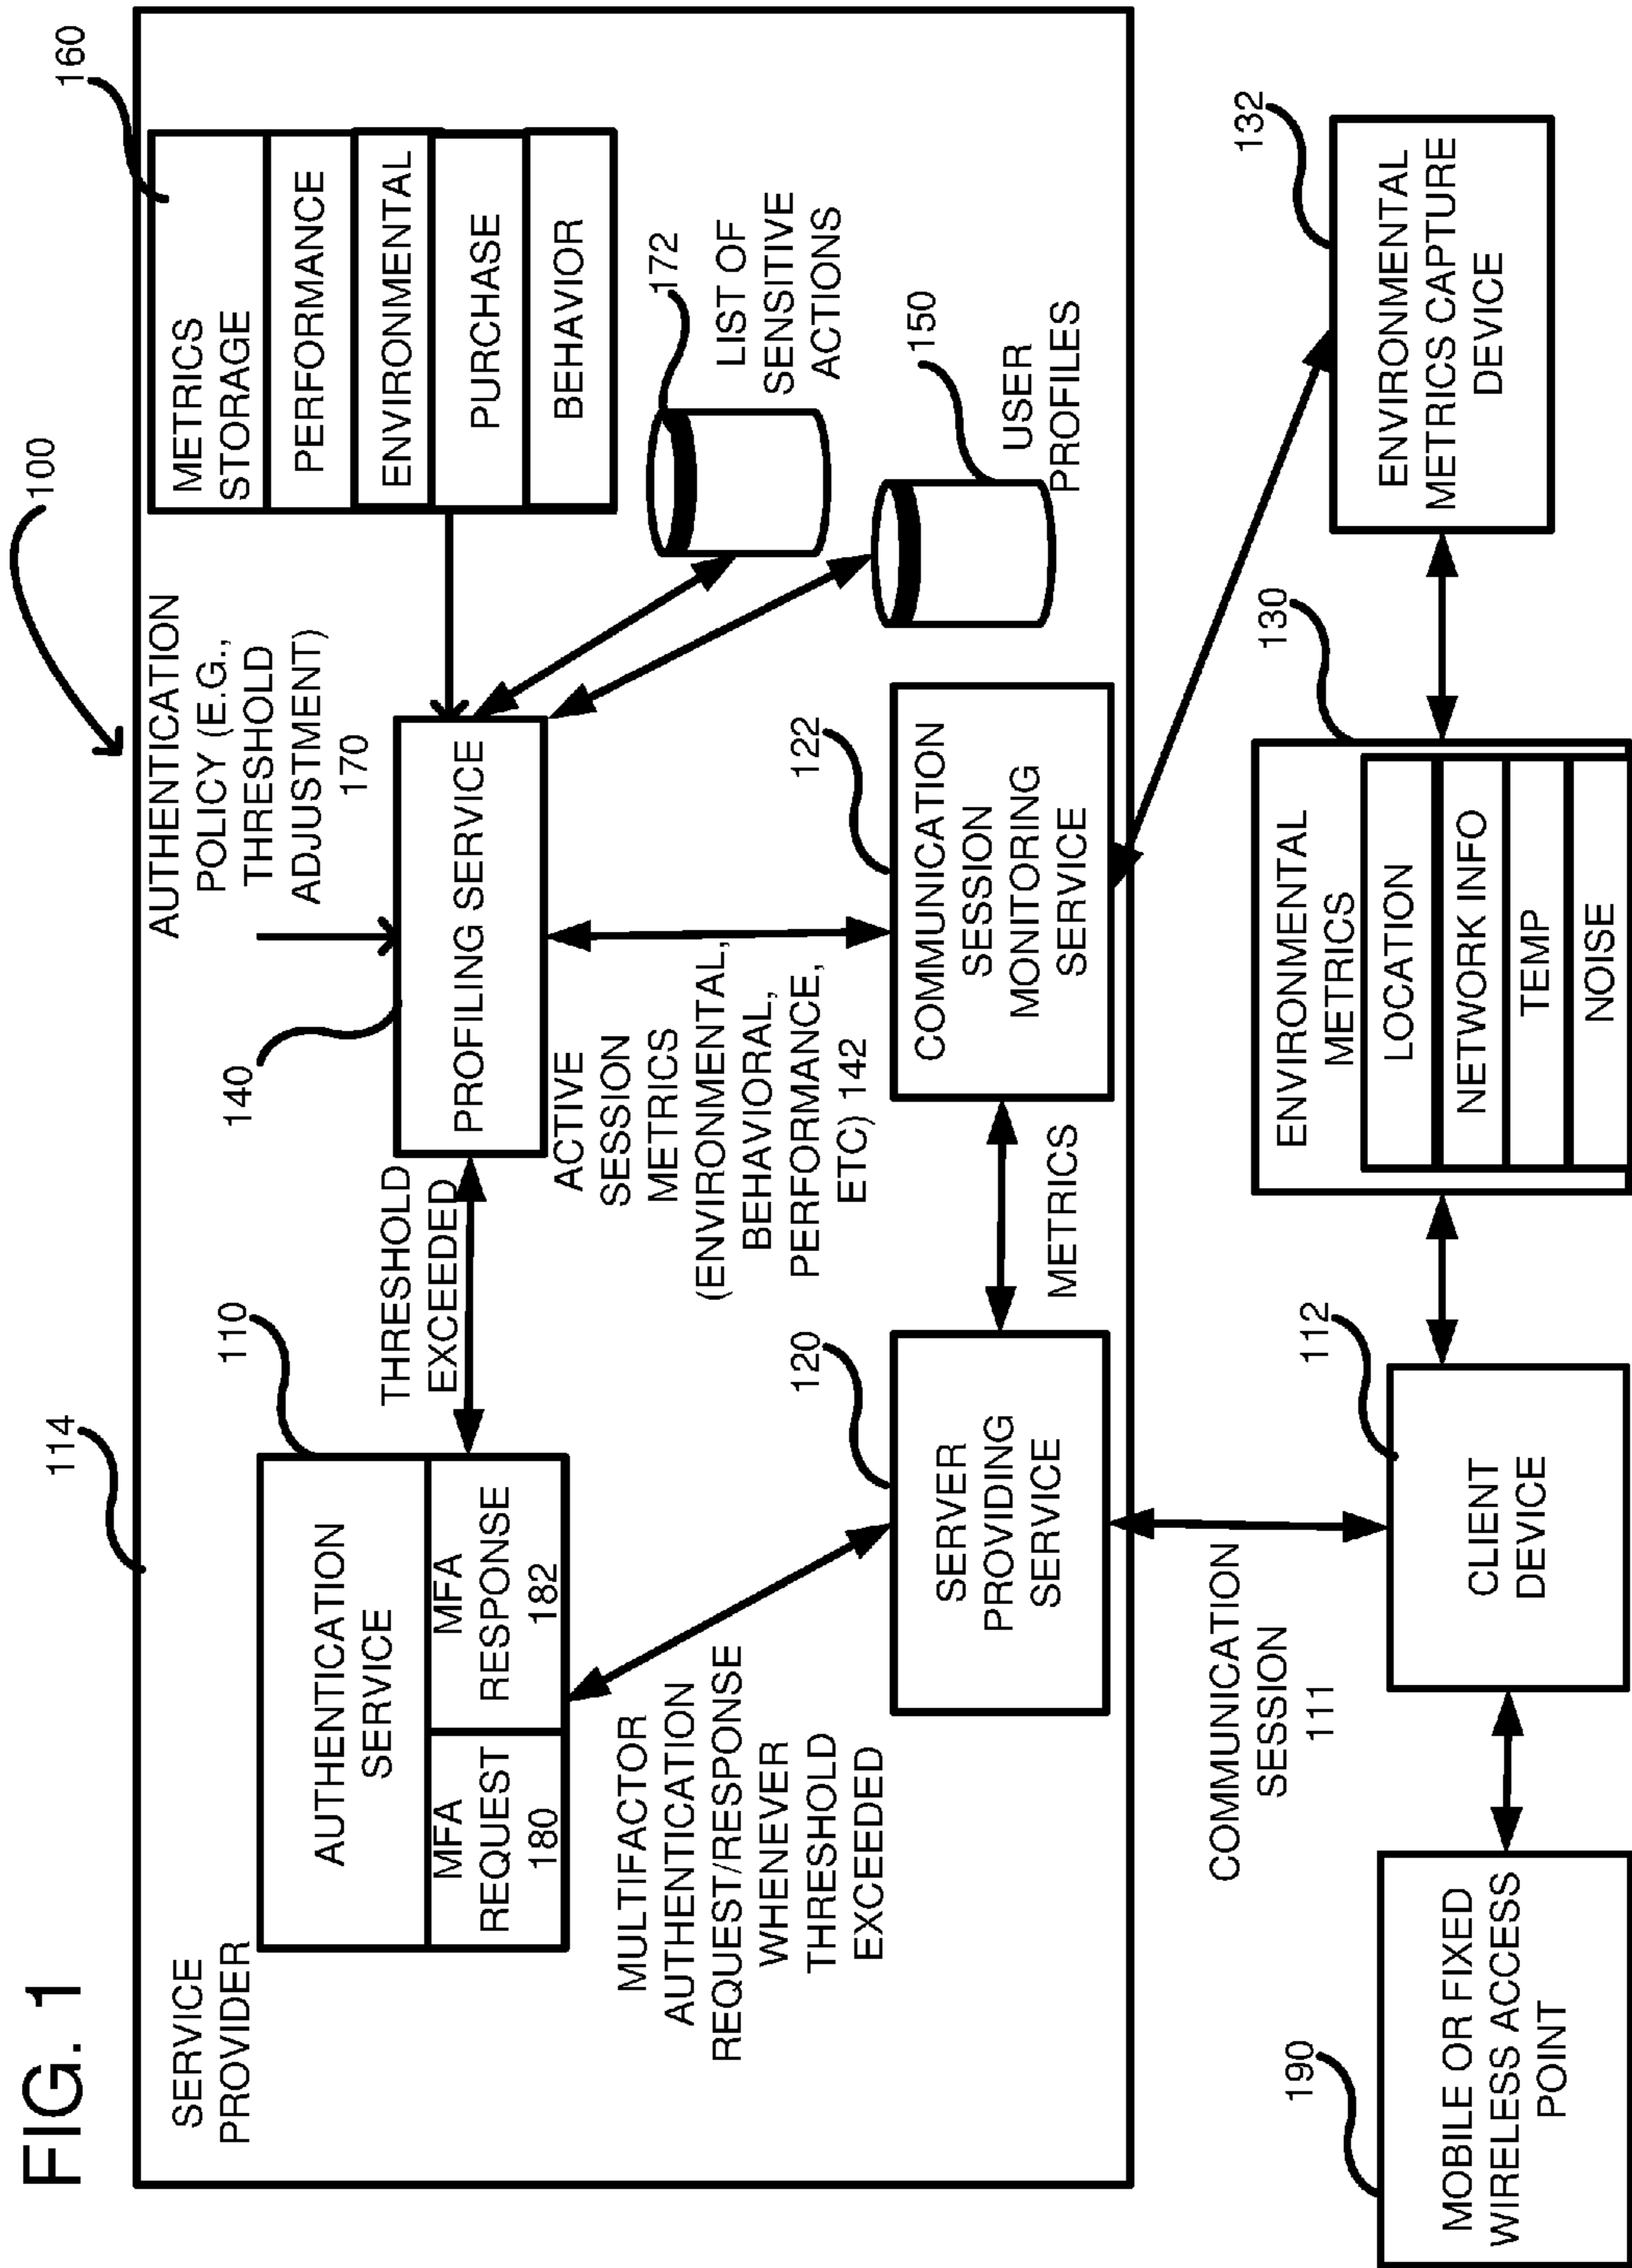 FIG. 1
100
114
SERVICE
PROVIDER
AUTHENTICATION
POLICY (E.G.,
THRESHOLD
ADJUSTMENT)
170
160
METRICS
STORAGE
PERFORMANCE
ENVIRONMENTAL
PURCHASE
BEHAVIOR
110
AUTHENTICATION
SERVICE
MFA
REQUEST
180
MFA
RESPONSE
182
THRESHOLD
EXCEEDED
140
PROFILING SERVICE
172
LIST OF
SENSITIVE
ACTIONS
150
USER
PROFILES
MULTIFACTOR
AUTHENTICATION
REQUEST/RESPONSE
WHENEVER
THRESHOLD
EXCEEDED
ACTIVE
SESSION
METRICS
(ENVIRONMENTAL,
BEHAVIORAL,
PERFORMANCE,
ETC) 142
120
SERVER
PROVIDING
SERVICE
METRICS
122
COMMUNICATION
SESSION
MONITORING
SERVICE
COMMUNICATION
SESSION
111
190
MOBILE OR FIXED
WIRELESS ACCESS
POINT
112
CLIENT
DEVICE
130
ENVIRONMENTAL
METRICS
LOCATION
NETWORK INFO
TEMP
NOISE
132
ENVIRONMENTAL
METRICS CAPTURE
DEVICE